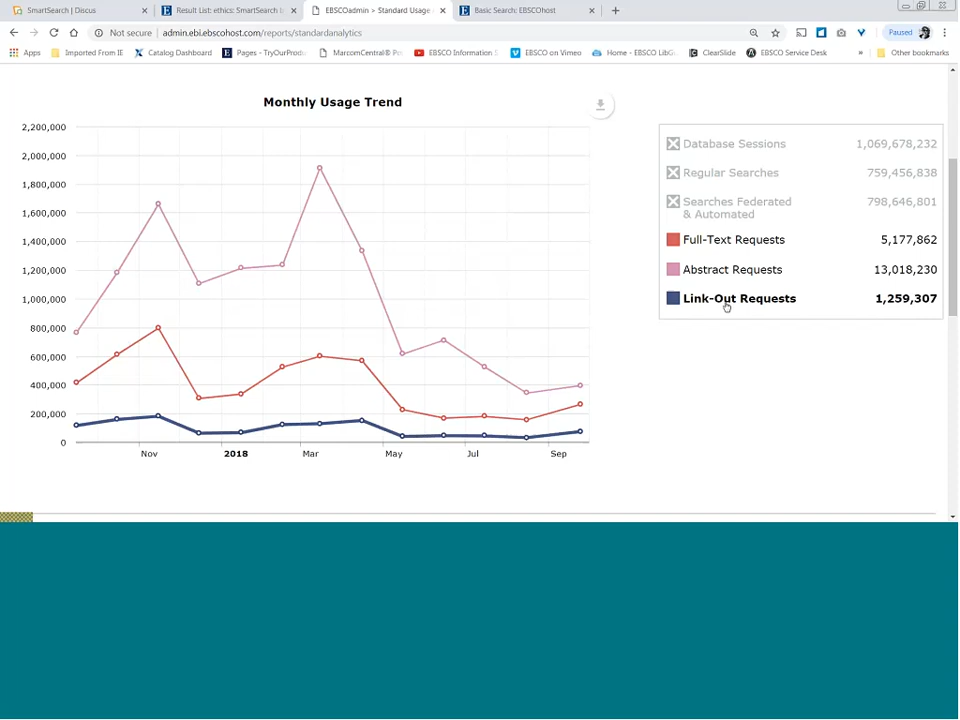 SmartSearch | Discus
Result List: ethics: SmartSearch b
EBSCOadmin > Standard Usage
Basic Search: EBSCOhost
Not secure | admin.ebi.ebscohost.com/reports/standardanalytics
Paused
Apps
Imported From IE
Catalog Dashboard
Pages - TryOurProdu
MarcomCentral® Po
EBSCO Information S
EBSCO on Vimeo
Home - EBSCO LibG
ClearSlide
EBSCO Service Desk
»
Other bookmarks
Monthly Usage Trend
2,200,000
2,000,000
1,800,000
1,600,000
1,400,000
1,200,000
1,000,000
800,000
600,000
400,000
200,000
0
Nov
2018
Mar
May
Jul
Sep
Database Sessions 1,069,678,232
Regular Searches 759,456,838
Searches Federated 798,646,801
& Automated
Full-Text Requests 5,177,862
Abstract Requests 13,018,230
Link-Out Requests 1,259,307